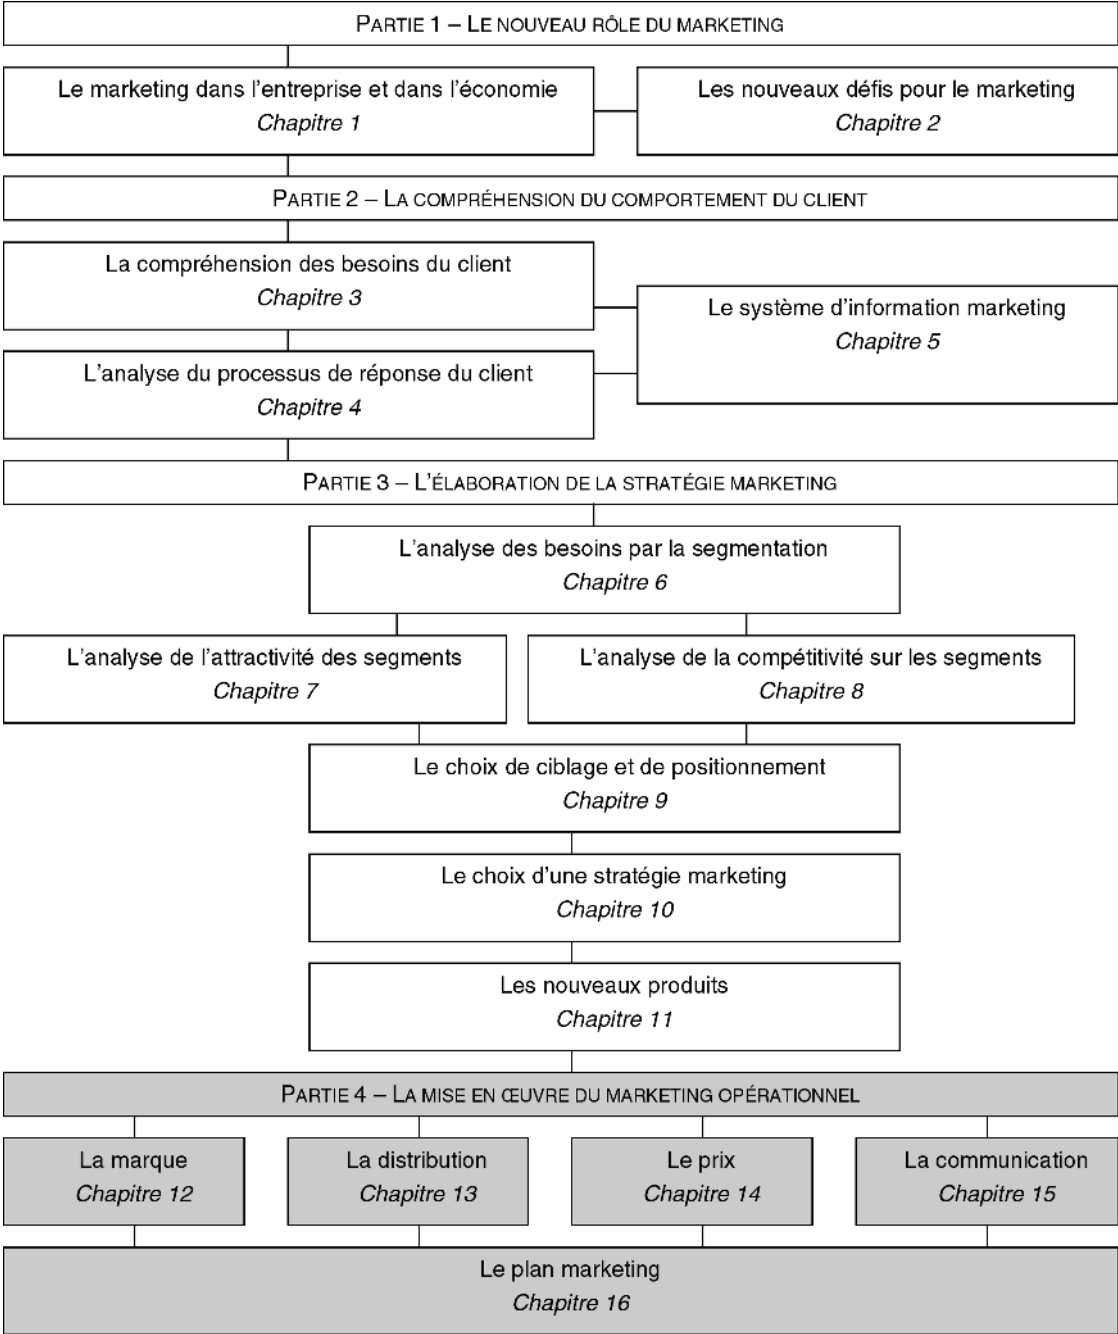 PARTIE 1 – LE NOUVEAU RÔLE DU MARKETING
Le marketing dans l'entreprise et dans l'économie
Chapitre 1
Les nouveaux défis pour le marketing
Chapitre 2
PARTIE 2 – LA COMPRÉHENSION DU COMPORTEMENT DU CLIENT
La compréhension des besoins du client
Chapitre 3
Le système d'information marketing
Chapitre 5
L'analyse du processus de réponse du client
Chapitre 4
PARTIE 3 – L'ÉLABORATION DE LA STRATÉGIE MARKETING
L'analyse des besoins par la segmentation
Chapitre 6
L'analyse de l'attractivité des segments
Chapitre 7
L'analyse de la compétitivité sur les segments
Chapitre 8
Le choix de ciblage et de positionnement
Chapitre 9
Le choix d'une stratégie marketing
Chapitre 10
Les nouveaux produits
Chapitre 11
PARTIE 4 – LA MISE EN ŒUVRE DU MARKETING OPÉRATIONNEL
La marque
Chapitre 12
La distribution
Chapitre 13
Le prix
Chapitre 14
La communication
Chapitre 15
Le plan marketing
Chapitre 16